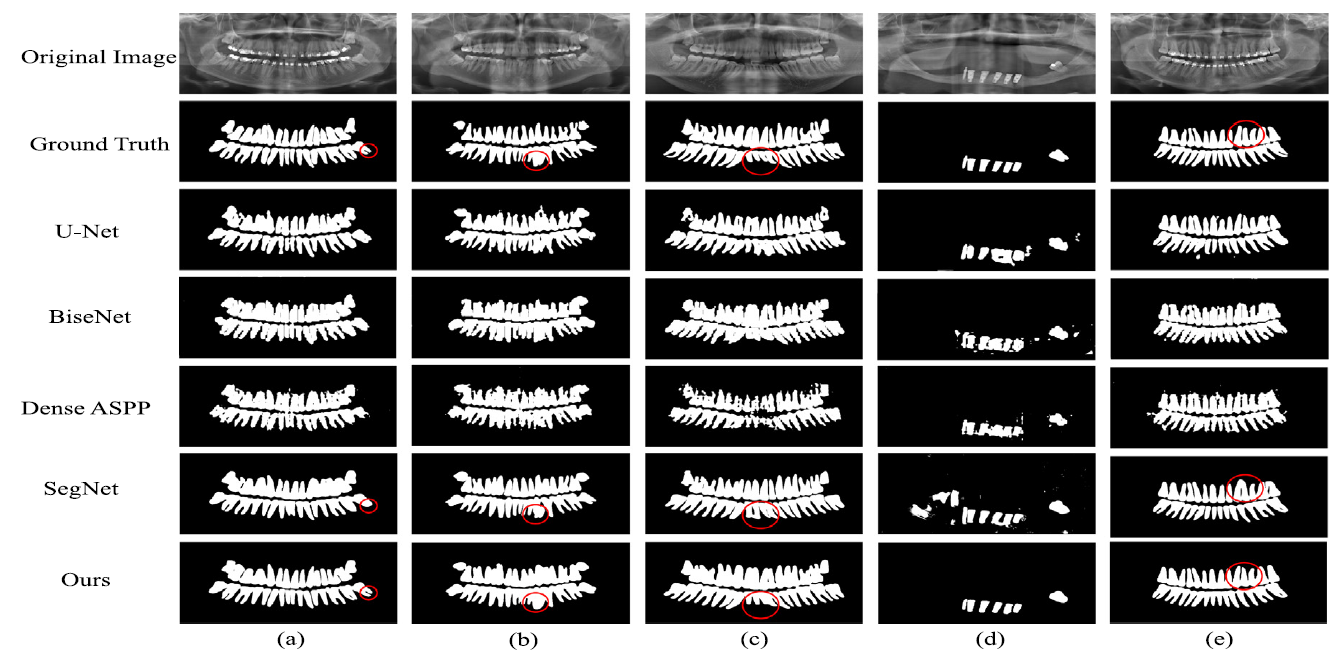 Original Image
Ground Truth
U-Net
BiseNet
Dense ASPP
SegNet
Ours
(a) (b) (c) (d) (e)